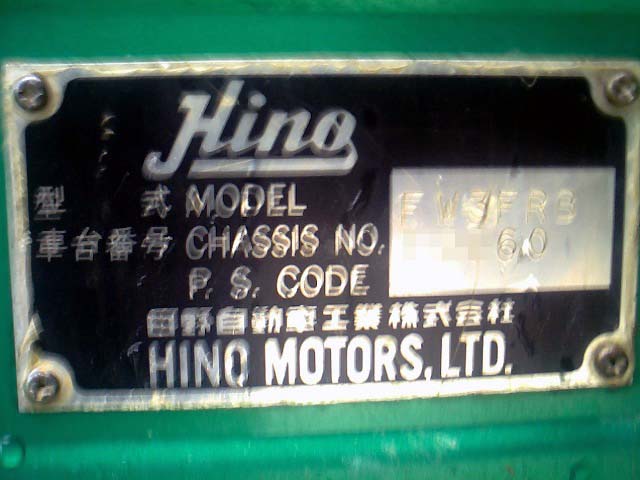 Hino
型 式 MODEL
車台番号 CHASSIS NO. 60
P. S. CODE
日野自動車工業株式会社
HINO MOTORS, LTD.